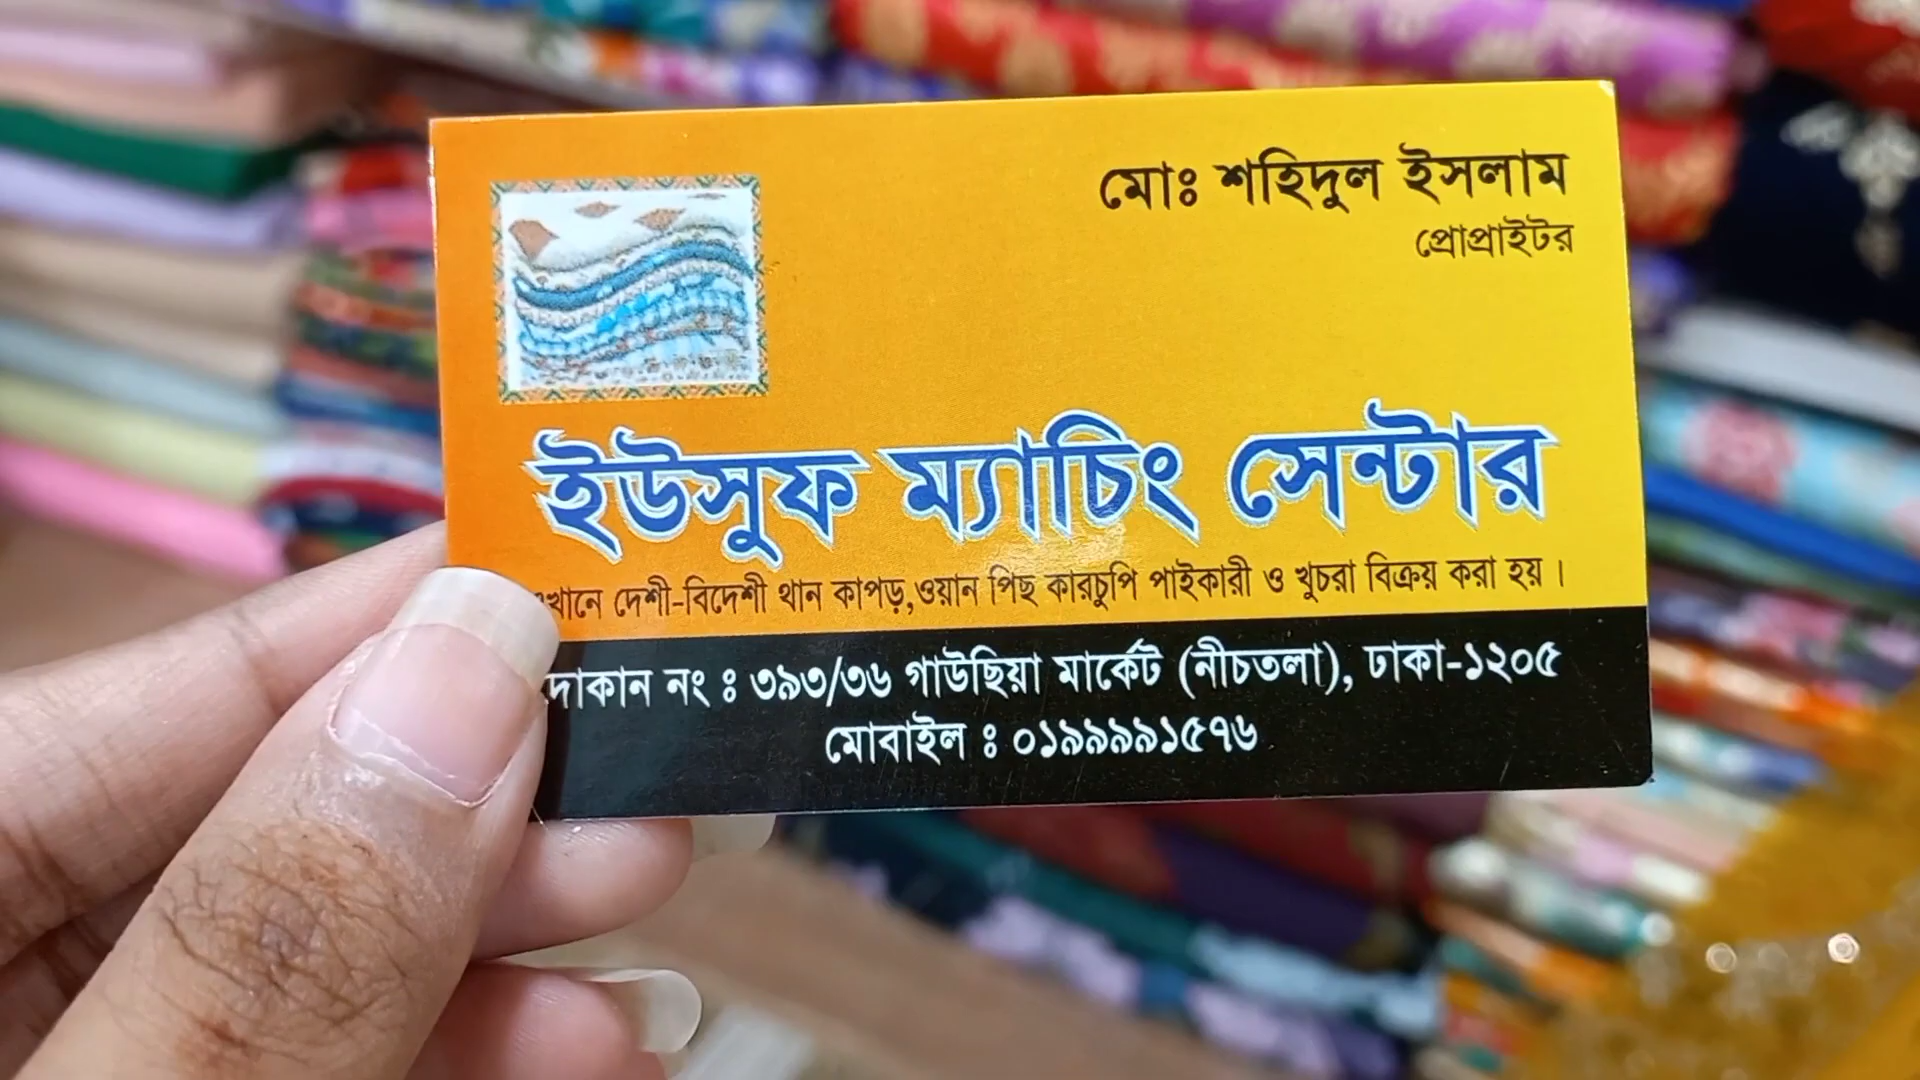 মোঃ শহিদুল ইসলাম
প্রোপ্রাইটর
ইউসুফ ম্যাচিং সেন্টার
দেশী-বিদেশী থান কাপড়,ওয়ান পিছ কারচুপি পাইকারী ও খুচরা বিক্রয় করা হয়।
নং ঃ ৩৯৩/৩৬ গাউছিয়া মার্কেট (নীচতলা), ঢাকা-১২০৫
মোবাইল ঃ ০১৯৯৯৯১৫৭৬